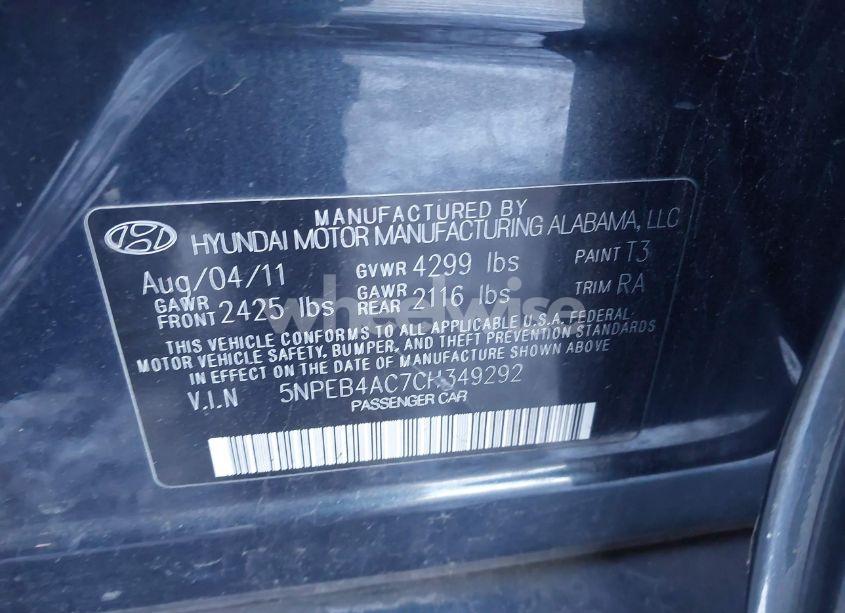 MANUFACTURED BY
HYUNDAI MOTOR MANUFACTURING ALABAMA, LLC
Aug/04/11 GVWR 4299 lbs PAINT T3
GAWR FRONT 2425 lbs GAWR REAR 2116 lbs TRIM RA
THIS VEHICLE CONFORMS TO ALL APPLICABLE U.S.A. FEDERAL
MOTOR VEHICLE SAFETY, BUMPER, AND THEFT PREVENTION STANDARDS
IN EFFECT ON THE DATE OF MANUFACTURE SHOWN ABOVE
V.I.N 5NPEB4AC7CH349292
PASSENGER CAR
wheelwise